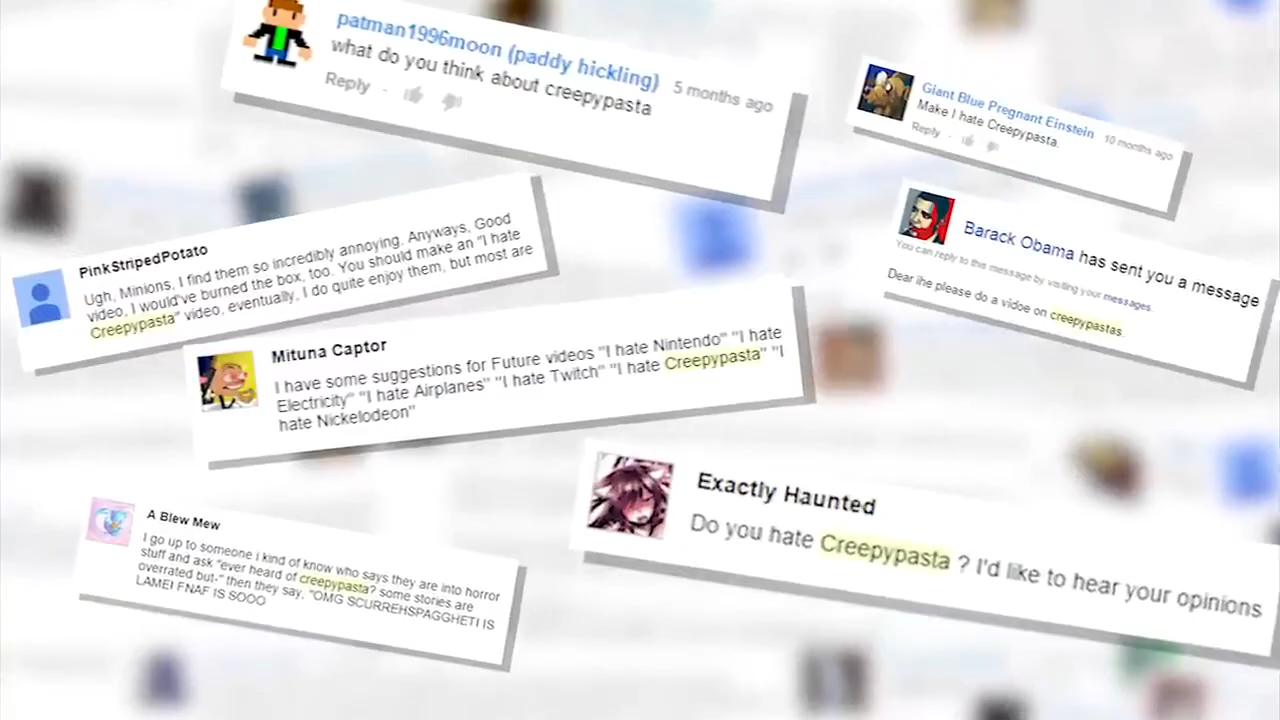 patman1996moon (paddy hickling) 5 months ago
what do you think about creepypasta
Reply ·
Giant Blue Pregnant Einstein 10 months ago
Make I hate Creepypasta.
Reply ·
PinkStripedPotato
Ugh, Minions, I find them so incredibly annoying. Anyways, Good
video, I would've burned the box, too. You should make an "I hate
Creepypasta" video, eventually, I do quite enjoy them, but most are
Barack Obama has sent you a message
You can reply to this message by visiting your messages.
Dear ihe please do a vidoe on creepypastas.
Mituna Captor
I have some suggestions for Future videos "I hate Nintendo" "I hate
Electricity" "I hate Airplanes" "I hate Twitch" "I hate Creepypasta" "I
hate Nickelodeon"
Exactly Haunted
Do you hate Creepypasta ? I'd like to hear your opinions
A Blew Mew
I go up to someone i kind of know who says they are into horror
stuff and ask "ever heard of creepypasta? some stories are
overrated but-" then they say, "OMG SCURREHSPAGGHETI IS
LAME! FNAF IS SOOO